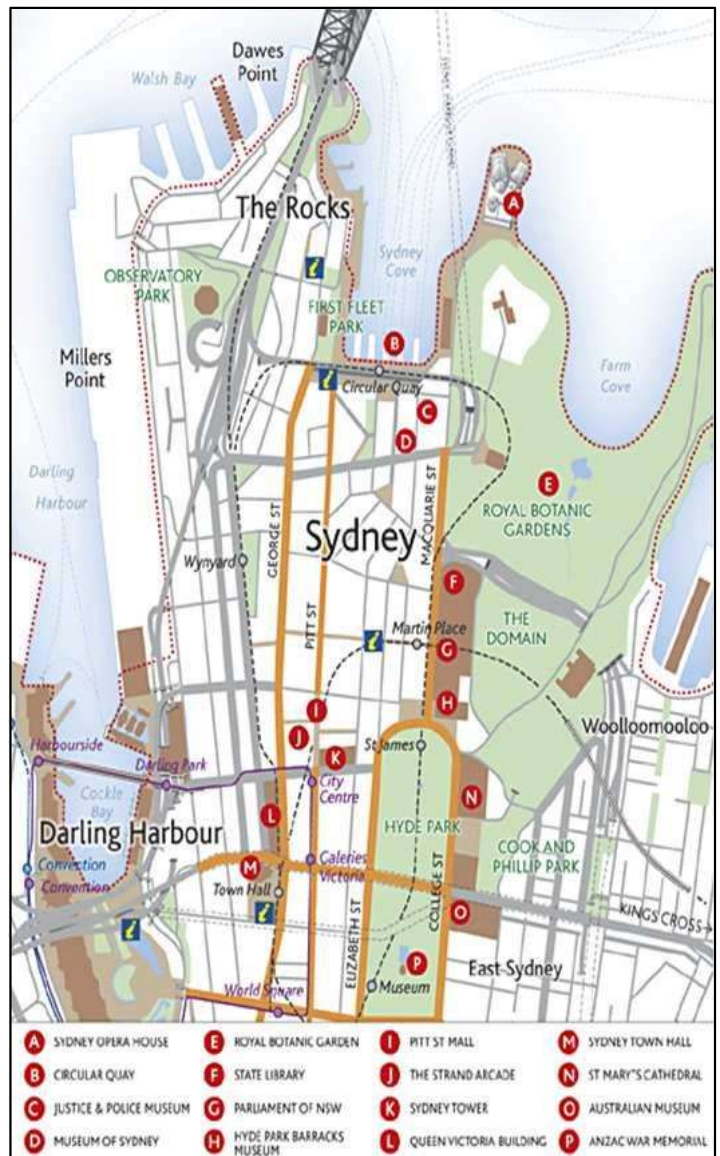 Dawes
Point
Walsh Bay
A
The Rocks
Sydney
Cove
OBSERVATORY
PARK
i
FIRST FLEET
PARK
B
Millers
Point
Farm
Cove
i
Circular Quay
C
D
Darling
Harbour
E
ROYAL BOTANIC
GARDENS
GEORGE ST
MACQUARIE ST
Sydney
Wynyard
F
PITT ST
THE
DOMAIN
i
Martin Place
G
H
I
J
Woolloomooloo
Harbourside
Darling Park
K
St James
City
Centre
Cockle
Bay
N
L
Darling Harbour
HYDE PARK
COOK AND
PHILLIP PARK
Convention
Convention
M
Galeries
Victoria
Town Hall
COLLEGE ST
ELIZABETH ST
O
KINGS CROSS
i
i
P
East Sydney
Museum
World Square
A SYDNEY OPERA HOUSE
B CIRCULAR QUAY
C JUSTICE & POLICE MUSEUM
D MUSEUM OF SYDNEY
E ROYAL BOTANIC GARDEN
F STATE LIBRARY
G PARLIAMENT OF NSW
H HYDE PARK BARRACKS
MUSEUM
I PITT ST MALL
J THE STRAND ARCADE
K SYDNEY TOWER
L QUEEN VICTORIA BUILDING
M SYDNEY TOWN HALL
N ST MARY"S CATHEDRAL
O AUSTRALIAN MUSEUM
P ANZAC WAR MEMORIAL